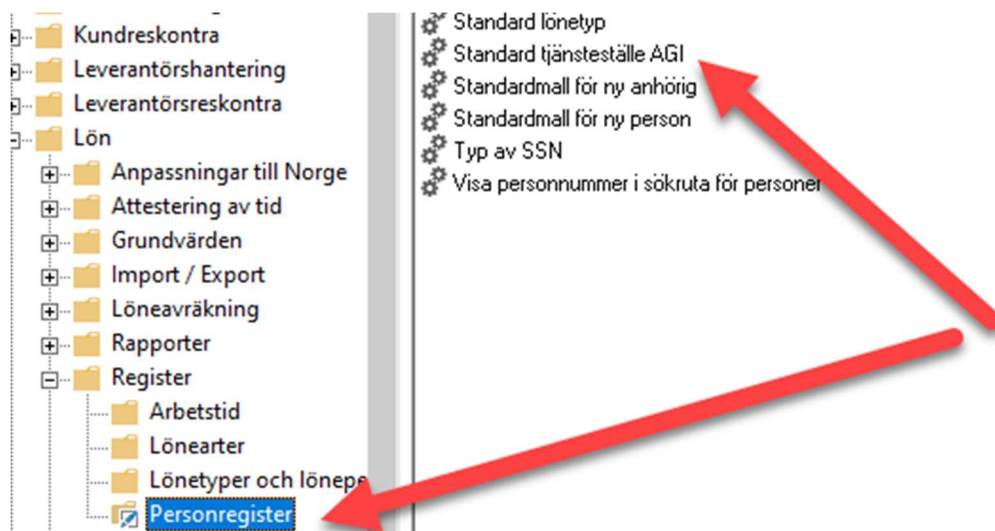 Kundreskontra
Leverantörshantering
Leverantörsreskontra
Lön
Anpassningar till Norge
Attestering av tid
Grundvärden
Import / Export
Löneavräkning
Rapporter
Register
Arbetstid
Lönearter
Lönetyper och lönepe
Personregister
Standard lönetyp
Standard tjänsteställe AGI
Standardmall för ny anhörig
Standardmall för ny person
Typ av SSN
Visa personnummer i sökruta för personer